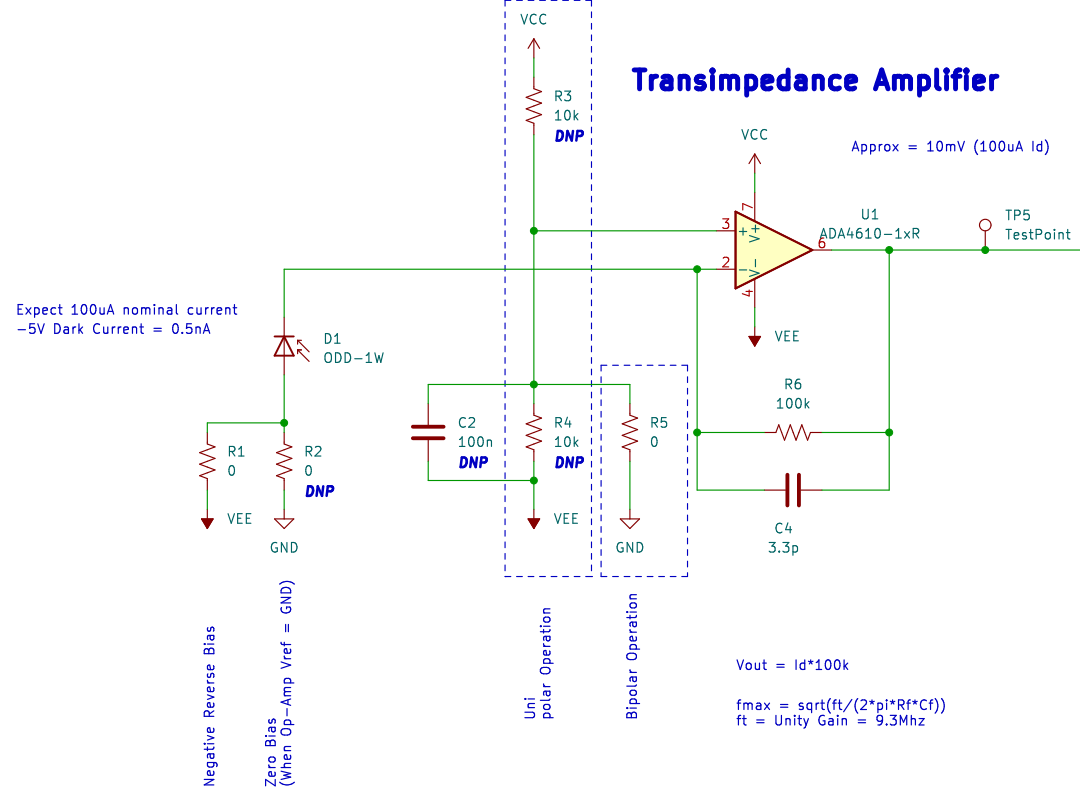 VCC
Transimpedance Amplifier
R3
10k
DNP
VCC
Approx = 10mV (100uA Id)
7
U1
ADA4610-1xR
TP5
TestPoint
3
+
V+
6
2
-
V-
4
VEE
Expect 100uA nominal current
-5V Dark Current = 0.5nA
D1
ODD-1W
R6
100k
C2
100n
DNP
R4
10k
DNP
R5
0
R1
0
R2
0
DNP
VEE
GND
VEE
GND
C4
3.3p
Negative Reverse Bias
Zero Bias
(When Op-Amp Vref = GND)
Uni
polar Operation
Bipolar Operation
Vout = Id*100k
fmax = sqrt(ft/(2*pi*Rf*Cf))
ft = Unity Gain = 9.3Mhz